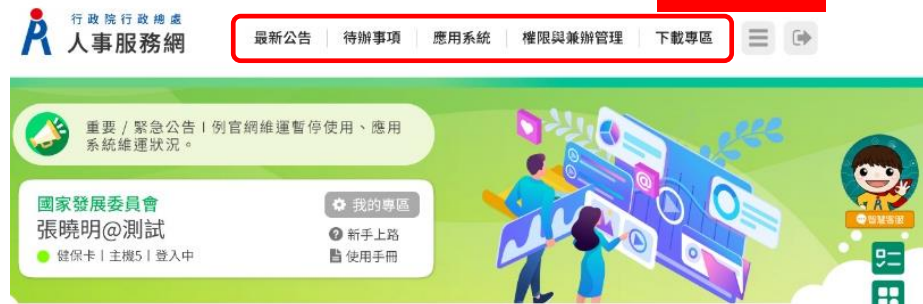 行政院行政總處
人事服務網
最新公告 待辦事項 應用系統 權限與兼辦管理 下載專區
重要 / 緊急公告 | 例官網維運暫停使用、應用
系統維運狀況。
國家發展委員會
我的專區
張曉明@測試
新手上路
健保卡 | 主機5 | 登入中
使用手冊
智慧客服